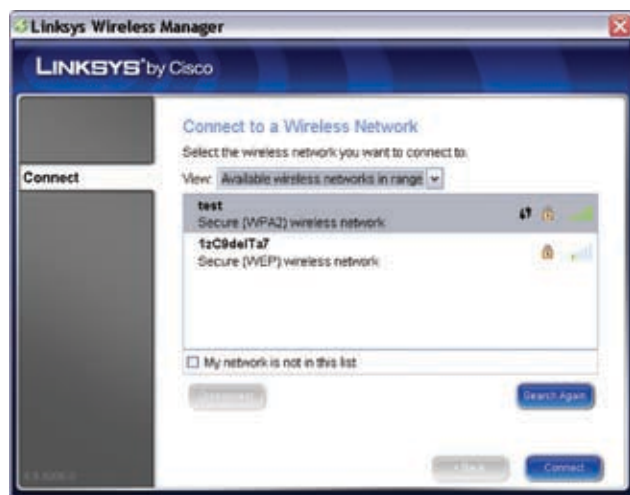 Linksys Wireless Manager
LINKSYS® by Cisco
Connect to a Wireless Network
Select the wireless network you want to connect to.
Connect
View: Available wireless networks in range
test
Secure (WPA2) wireless network
1zC9delTa7
Secure (WEP) wireless network
My network is not in this list
Search Again
Connect